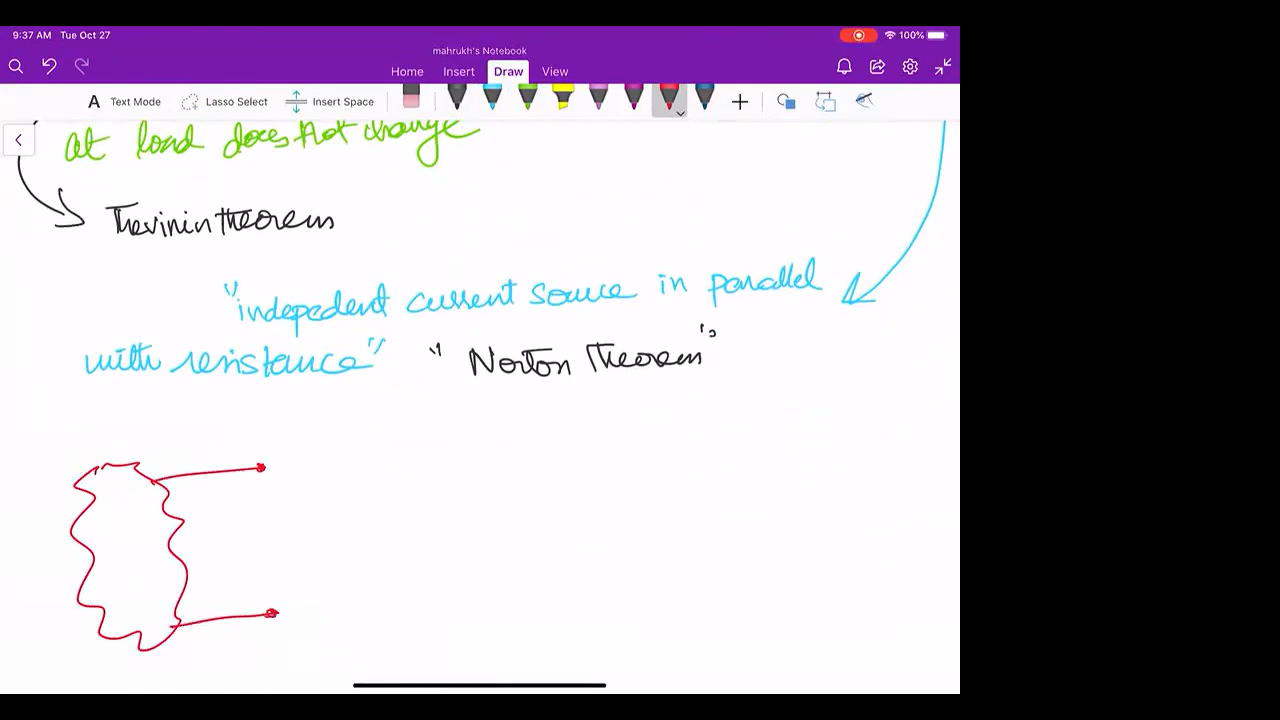 9:37 AM Tue Oct 27
100%
mahrukh's Notebook
Home Insert Draw View
A Text Mode Lasso Select Insert Space
at load does not change
Thevinin theorem
"indepedent current source in parallel
with resistance" " Norton Theorem"